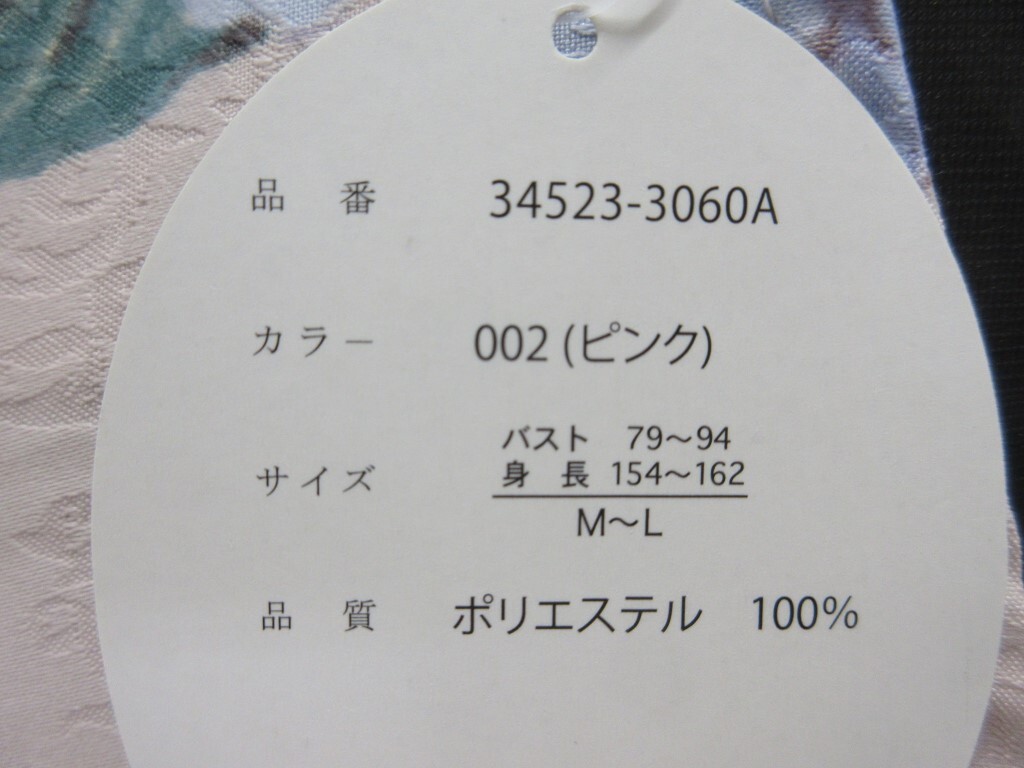 品番 34523-3060A
カラー 002 (ピンク)
バスト 79～94
サイズ 身長 154～162
M～L
品質 ポリエステル 100%